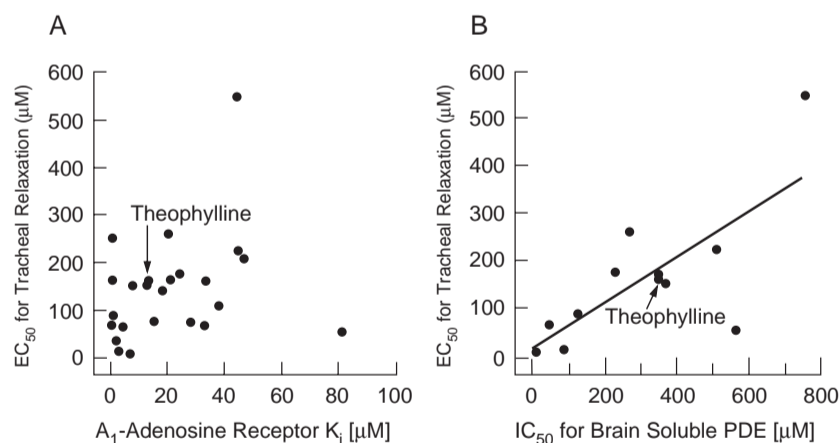 A
EC50 for Tracheal Relaxation (μM)
600
500
400
300
200
100
0
Theophylline
0 20 40 60 80 100
A1-Adenosine Receptor Ki [μM]
B
EC50 for Tracheal Relaxation (μM)
600
500
400
300
200
100
0
Theophylline
0 200 400 600 800
IC50 for Brain Soluble PDE [μM]